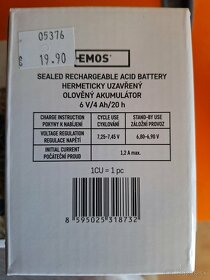 05376
19.90
EMOS
SEALED RECHARGEABLE ACID BATTERY
HERMETICKY UZAVŘENÝ
OLOVĚNÝ AKUMULÁTOR
6 V/4 Ah/20 h
CHARGE INSTRUCTION CYCLE USE STAND-BY USE
POKYNY K NABÍJENÍ CYKLOVÁNÍ ZÁLOŽNÍ PROVOZ
VOLTAGE REGULATION 7,25–7,45 V 6,80–6,90 V
REGULACE NAPĚTÍ
INITIAL CURRENT 1,2 A max.
POČÁTEČNÍ PROUD
1CU = 1 pc
8 595025 318732